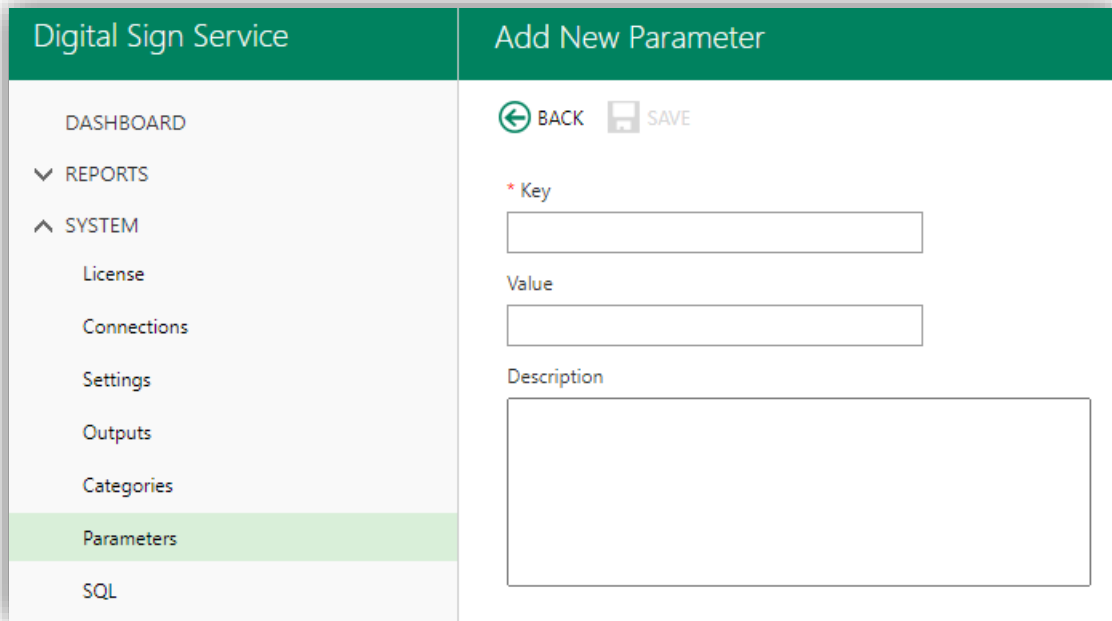 Digital Sign Service
Add New Parameter
DASHBOARD
REPORTS
SYSTEM
License
Connections
Settings
Outputs
Categories
Parameters
SQL
BACK
SAVE
* Key
Value
Description